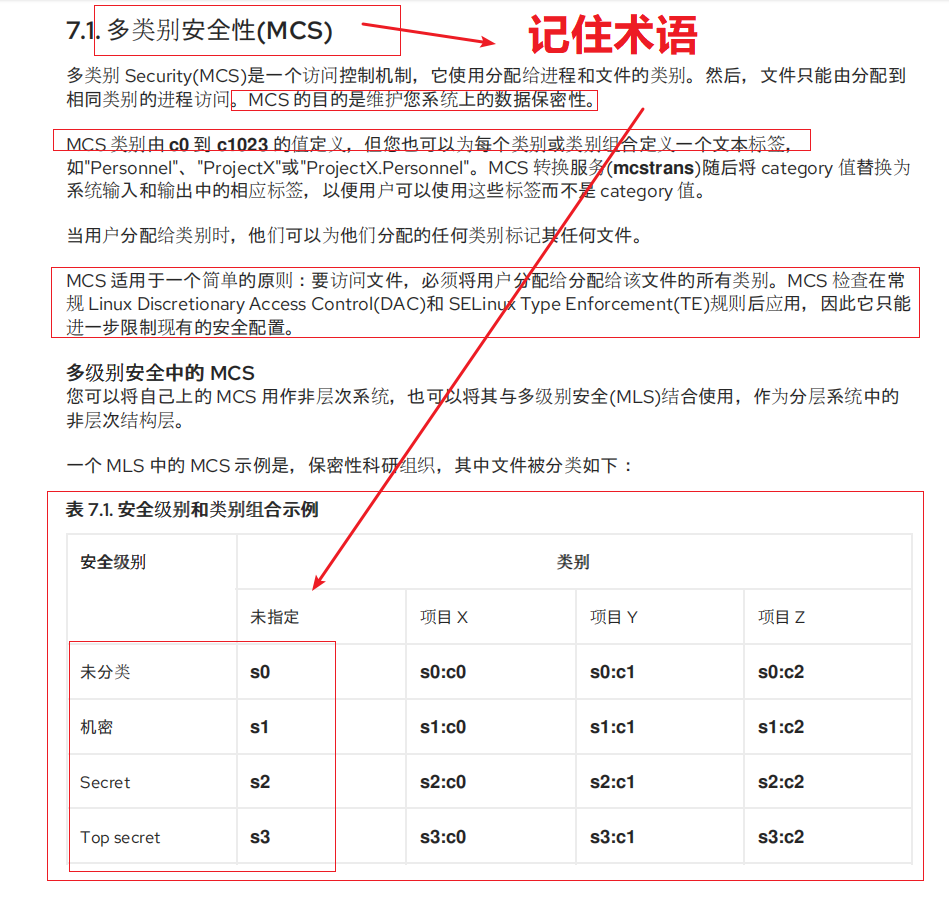 7.1. 多类别安全性(MCS)
记住术语
多类别 Security(MCS)是一个访问控制机制，它使用分配给进程和文件的类别。然后，文件只能由分配到
相同类别的进程访问。MCS 的目的是维护您系统上的数据保密性。
MCS 类别由 c0 到 c1023 的值定义，但您也可以为每个类别或类别组合定义一个文本标签，
如"Personnel"、"ProjectX"或"ProjectX.Personnel"。MCS 转换服务(mcstrans)随后将 category 值替换为
系统输入和输出中的相应标签，以便用户可以使用这些标签而不是 category 值。
当用户分配给类别时，他们可以为他们分配的任何类别标记其任何文件。
MCS 适用于一个简单的原则：要访问文件，必须将用户分配给分配给该文件的所有类别。MCS 检查在常
规 Linux Discretionary Access Control(DAC)和 SELinux Type Enforcement(TE)规则后应用，因此它只能
进一步限制现有的安全配置。
多级别安全中的 MCS
您可以将自己上的 MCS 用作非层次系统，也可以将其与多级别安全(MLS)结合使用，作为分层系统中的
非层次结构层。
一个 MLS 中的 MCS 示例是，保密性科研组织，其中文件被分类如下：
表 7.1. 安全级别和类别组合示例
安全级别 类别
未指定 项目 X 项目 Y 项目 Z
未分类 s0 s0:c0 s0:c1 s0:c2
机密 s1 s1:c0 s1:c1 s1:c2
Secret s2 s2:c0 s2:c1 s2:c2
Top secret s3 s3:c0 s3:c1 s3:c2